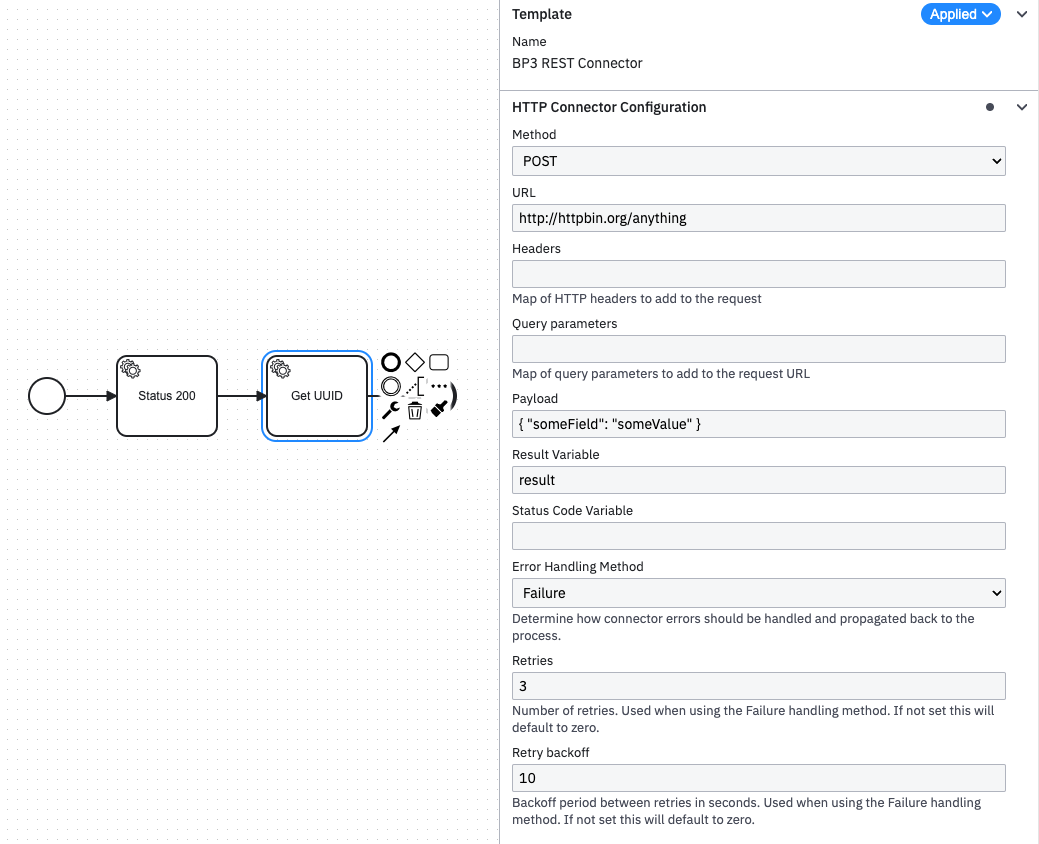 Template
Applied
Name
BP3 REST Connector
HTTP Connector Configuration
Method
POST
URL
http://httpbin.org/anything
Headers
Map of HTTP headers to add to the request
Query parameters
Map of query parameters to add to the request URL
Payload
{ "someField": "someValue" }
Result Variable
result
Status Code Variable
Error Handling Method
Failure
Determine how connector errors should be handled and propagated back to the
process.
Retries
3
Number of retries. Used when using the Failure handling method. If not set this will
default to zero.
Retry backoff
10
Backoff period between retries in seconds. Used when using the Failure handling
method. If not set this will default to zero.
Status 200
Get UUID